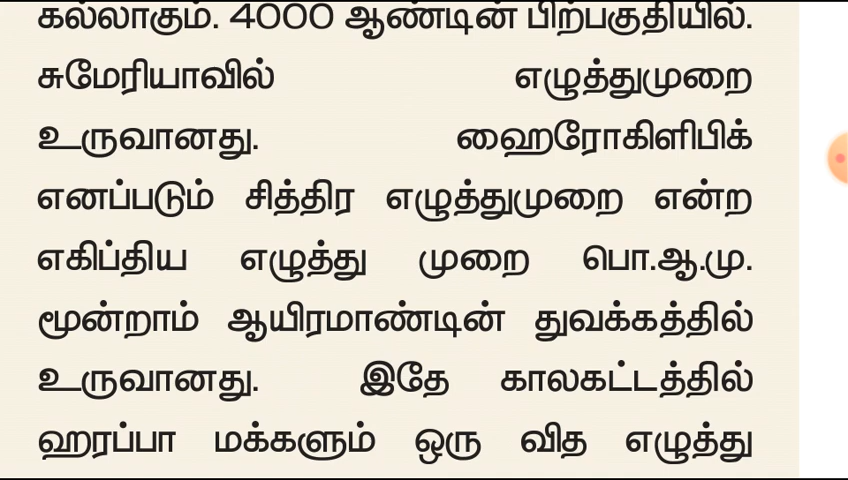 கல்லாகும். 4000 ஆண்டின் பிற்பகுதியில்.
சுமேரியாவில் எழுத்துமுறை
உருவானது. ஹைரோகிளிபிக்
எனப்படும் சித்திர எழுத்துமுறை என்ற
எகிப்திய எழுத்து முறை பொ.ஆ.மு.
மூன்றாம் ஆயிரமாண்டின் துவக்கத்தில்
உருவானது. இதே காலகட்டத்தில்
ஹரப்பா மக்களும் ஒரு வித எழுத்து